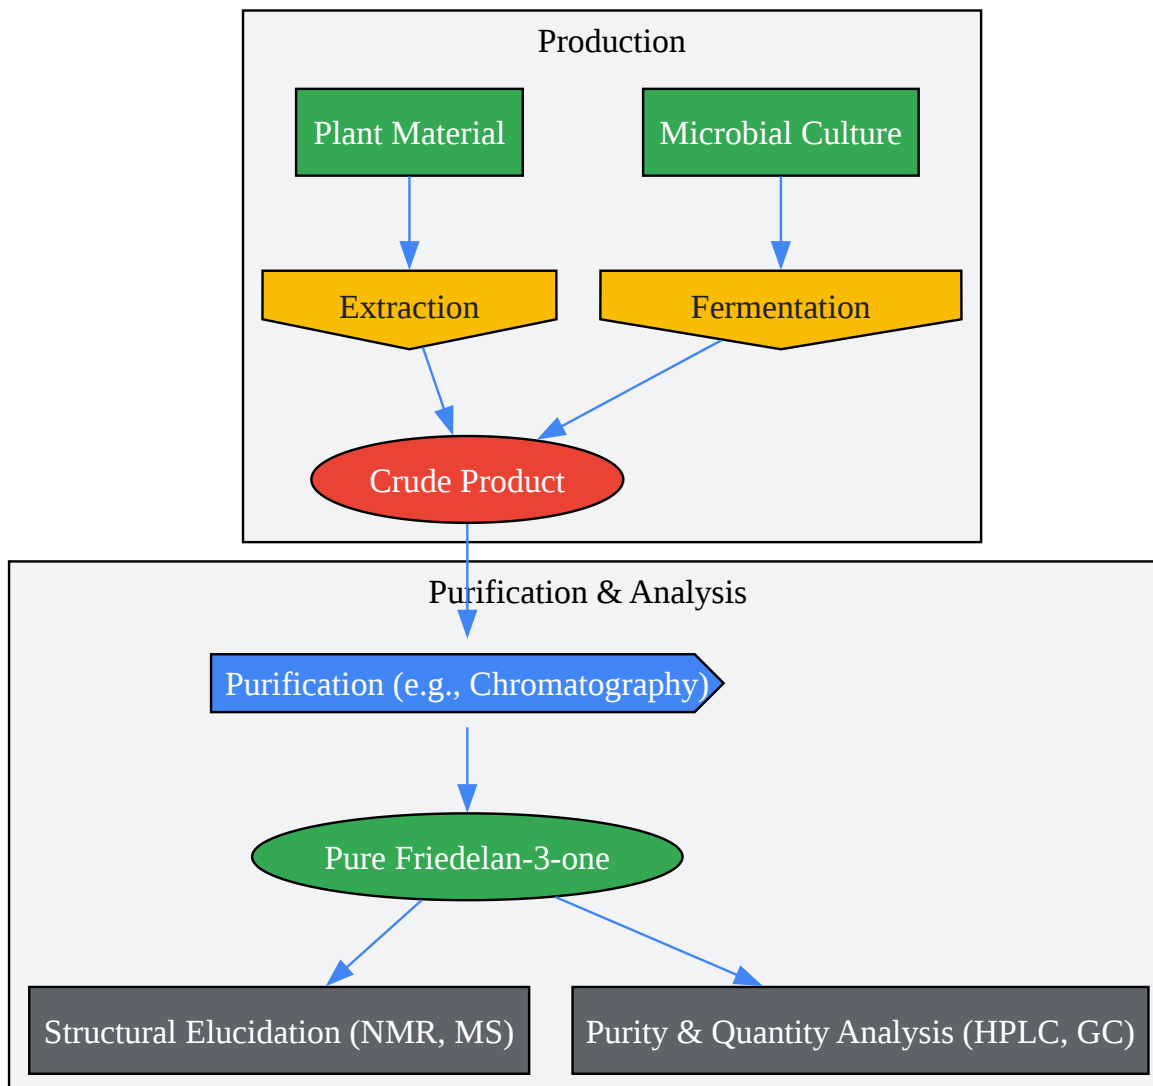 Production
Plant Material
Microbial Culture
Extraction
Fermentation
Crude Product
Purification & Analysis
Purification (e.g., Chromatography)
Pure Friedelan-3-one
Structural Elucidation (NMR, MS)
Purity & Quantity Analysis (HPLC, GC)